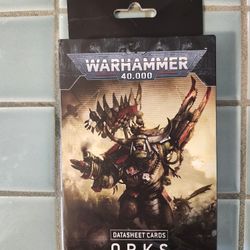 WARHAMMER
40,000
DATASHEET CARDS
ORKS